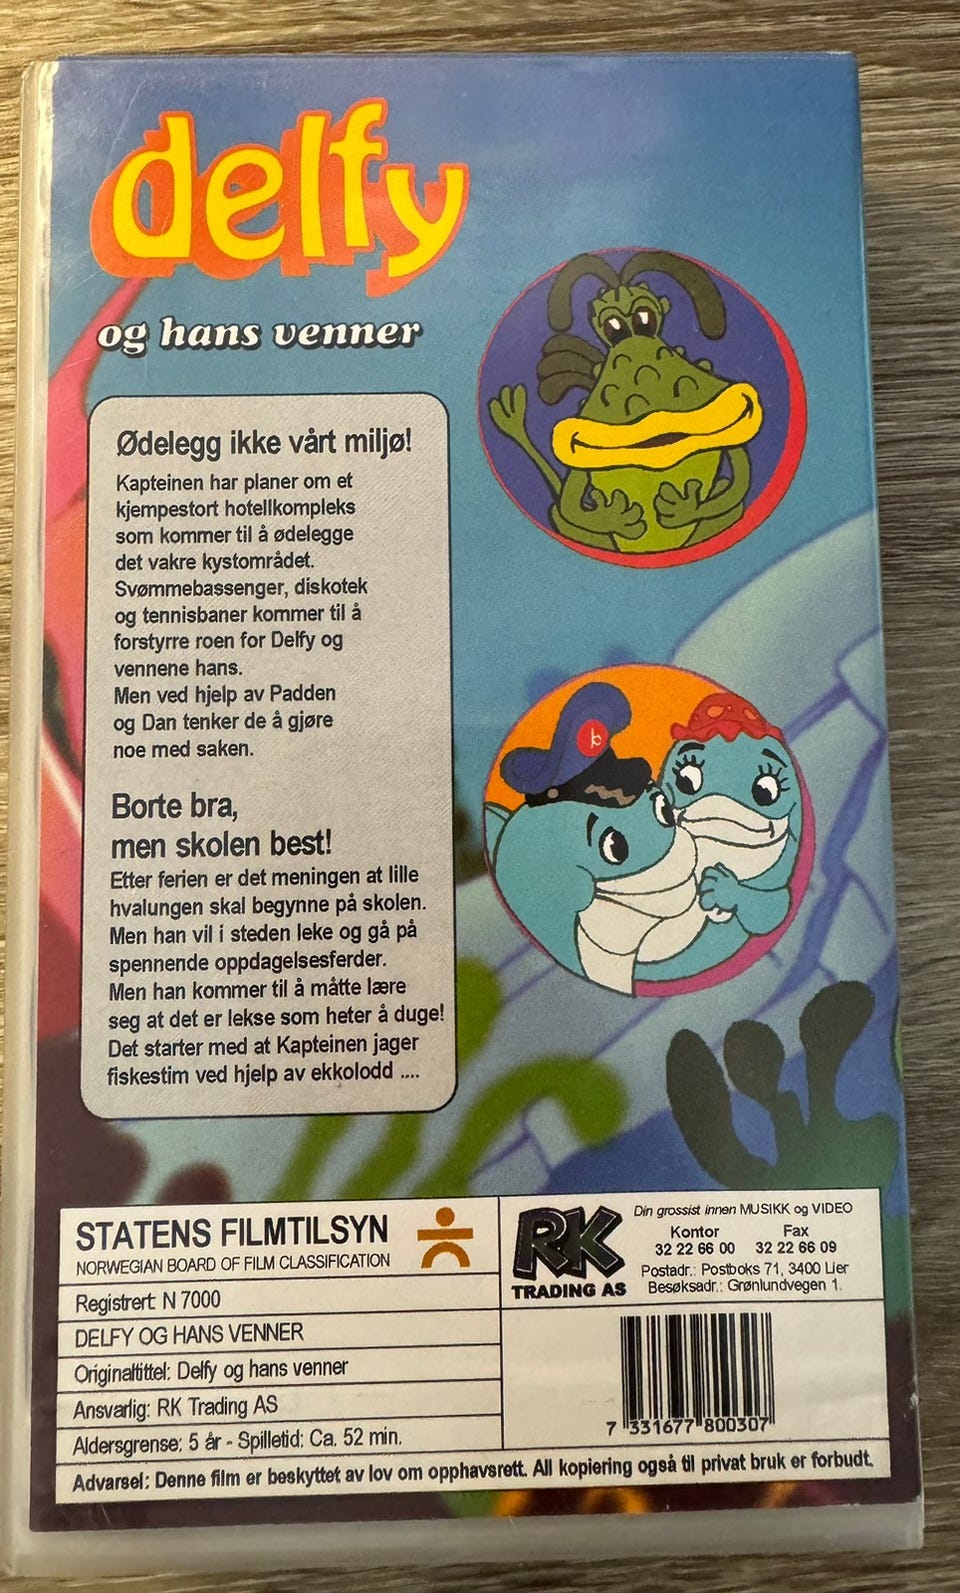 delfy
og hans venner
Ødelegg ikke vårt miljø!
Kapteinen har planer om et
kjempestort hotellkompleks
som kommer til å ødelegge
det vakre kystområdet.
Svømmebassenger, diskotek
og tennisbaner kommer til å
forstyrre roen for Delfy og
vennene hans.
Men ved hjelp av Padden
og Dan tenker de å gjøre
noe med saken.
Borte bra,
men skolen best!
Etter ferien er det meningen at lille
hvalungen skal begynne på skolen.
Men han vil i steden leke og gå på
spennende oppdagelsesferder.
Men han kommer til å måtte lære
seg at det er lekse som heter å duge!
Det starter med at Kapteinen jager
fiskestim ved hjelp av ekkolodd ....
STATENS FILMTILSYN
NORWEGIAN BOARD OF FILM CLASSIFICATION
Registrert: N 7000
DELFY OG HANS VENNER
Originaltittel: Delfy og hans venner
Ansvarlig: RK Trading AS
Aldersgrense: 5 år - Spilletid: Ca. 52 min.
RK
TRADING AS
Din grossist innen MUSIKK og VIDEO
Kontor Fax
32 22 66 00 32 22 66 09
Postadr.: Postboks 71, 3400 Lier
Besøksadr.: Grønlundvegen 1.
7 331677 800307
Advarsel: Denne film er beskyttet av lov om opphavsrett. All kopiering også til privat bruk er forbudt.